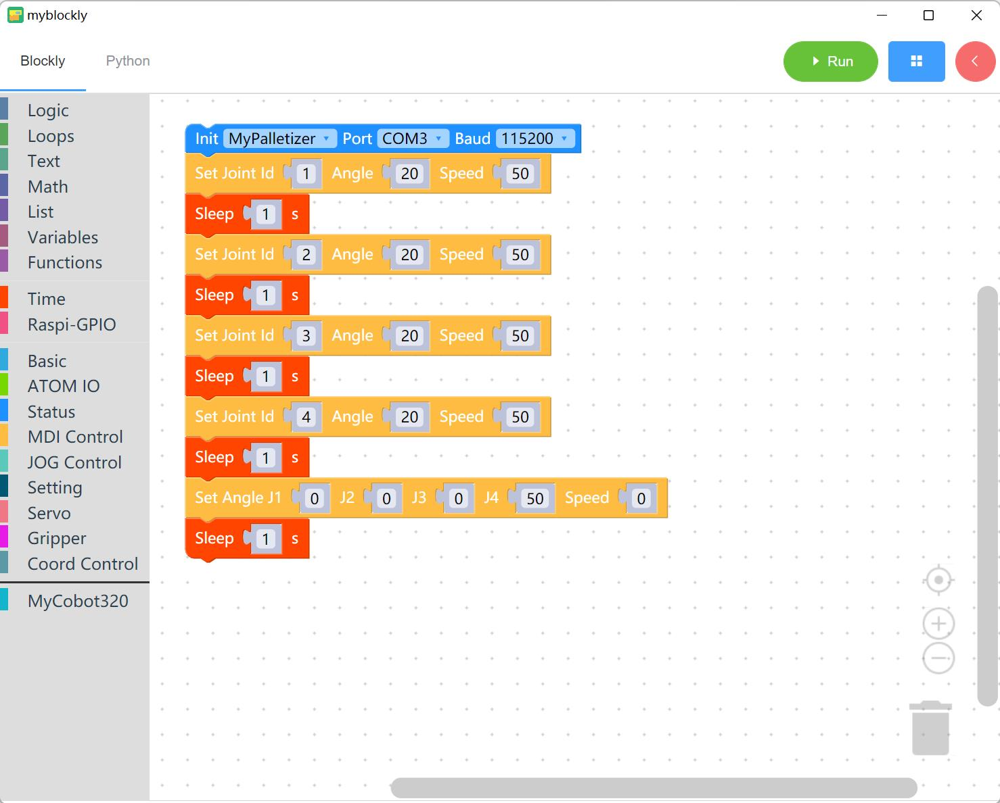 myblockly
Blockly Python Run
Logic
Loops
Text
Math
List
Variables
Functions
Time
Raspi-GPIO
Basic
ATOM IO
Status
MDI Control
JOG Control
Setting
Servo
Gripper
Coord Control
MyCobot320
Init MyPalletizer Port COM3 Baud 115200
Set Joint Id 1 Angle 20 Speed 50
Sleep 1 s
Set Joint Id 2 Angle 20 Speed 50
Sleep 1 s
Set Joint Id 3 Angle 20 Speed 50
Sleep 1 s
Set Joint Id 4 Angle 20 Speed 50
Sleep 1 s
Set Angle J1 0 J2 0 J3 0 J4 50 Speed 0
Sleep 1 s